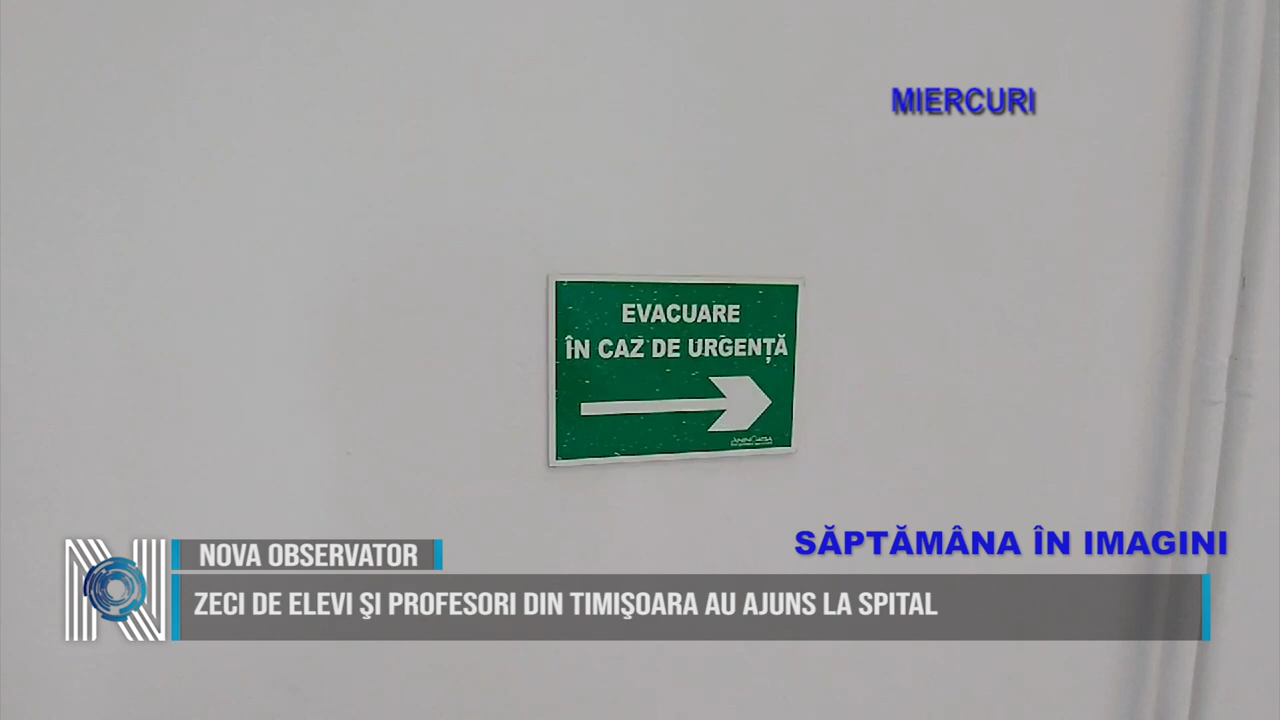 MIERCURI
EVACUARE
ÎN CAZ DE URGENȚĂ
SĂPTĂMÂNA ÎN IMAGINI
NOVA OBSERVATOR
ZECI DE ELEVI ŞI PROFESORI DIN TIMIŞOARA AU AJUNS LA SPITAL